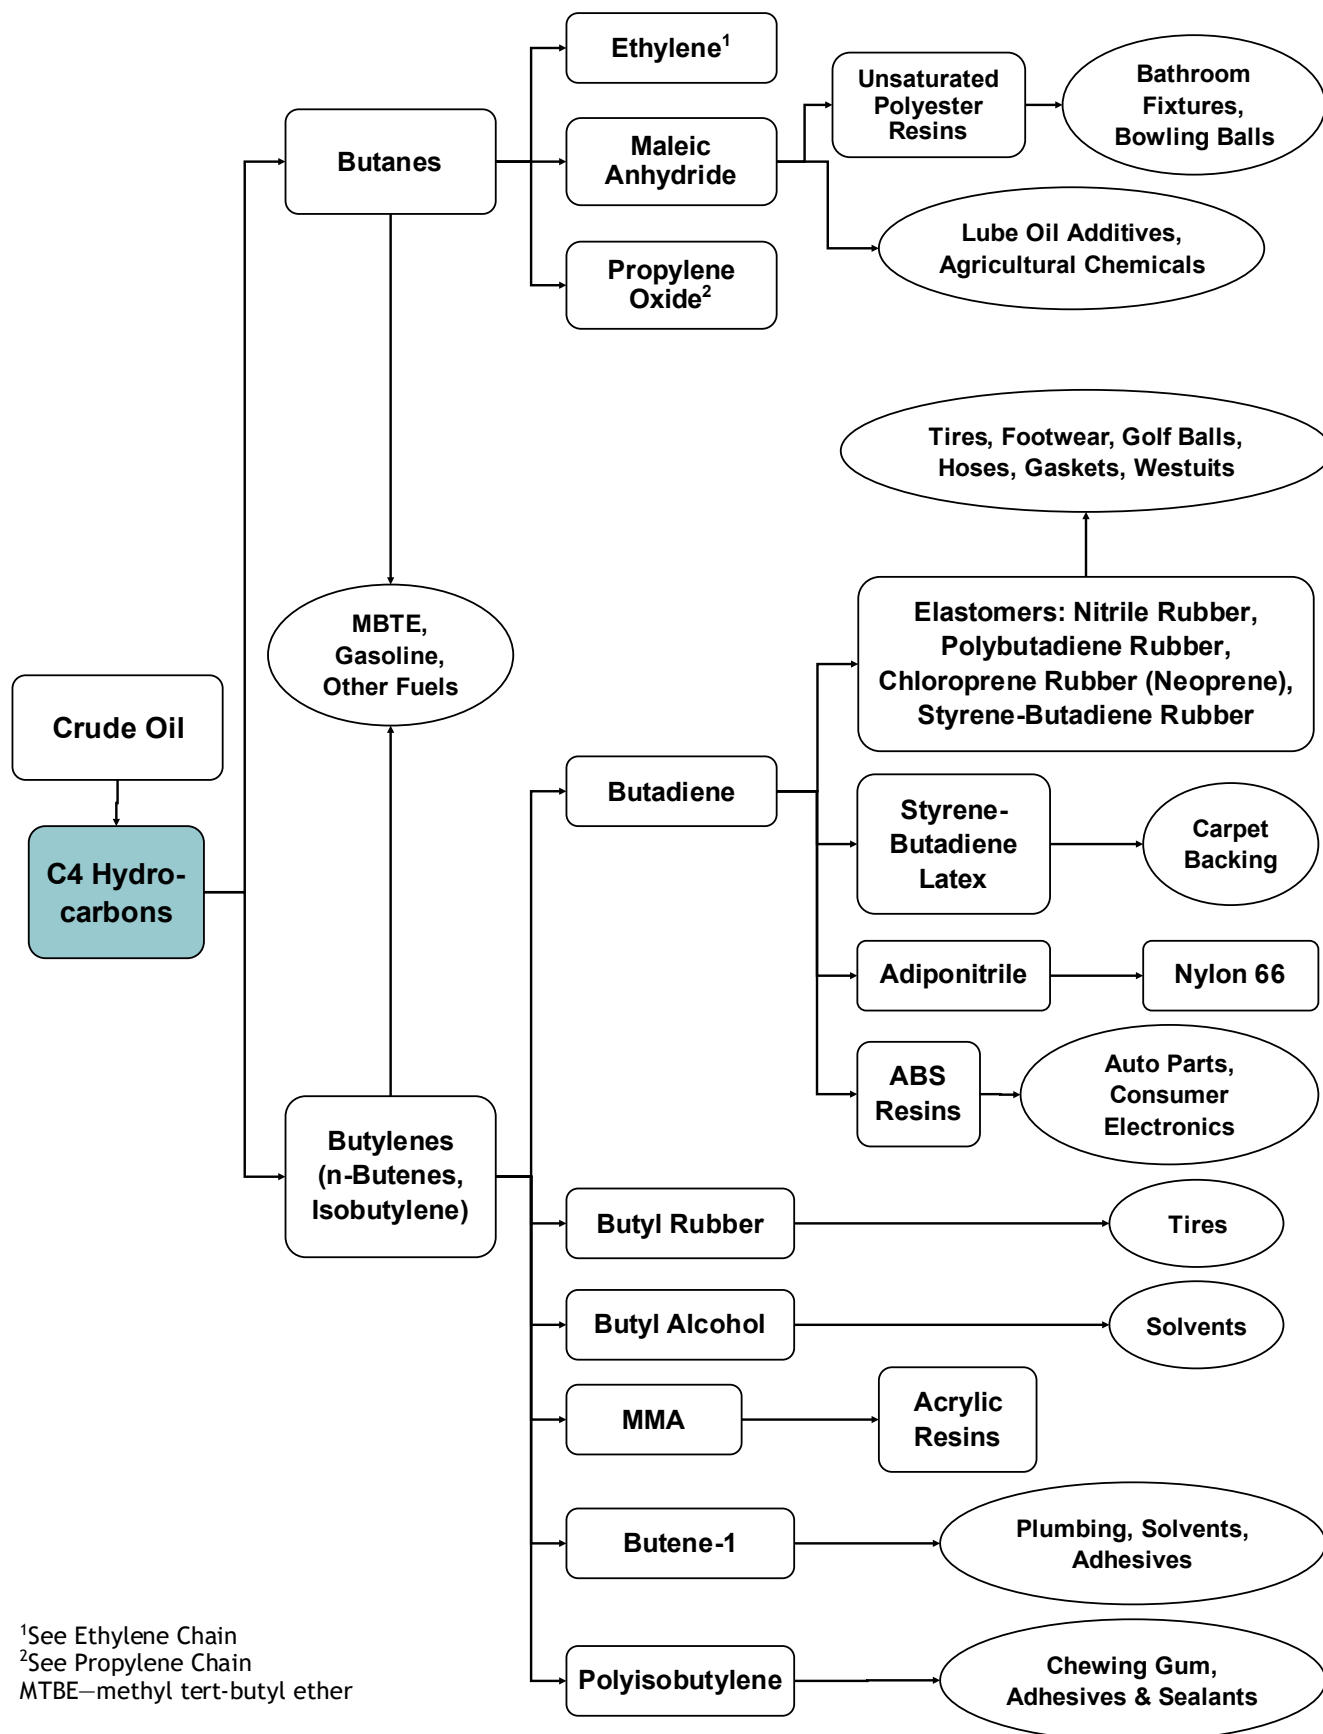 Ethylene1
Unsaturated
Polyester
Resins
Bathroom
Fixtures,
Bowling Balls
Butanes
Maleic
Anhydride
Lube Oil Additives,
Agricultural Chemicals
Propylene
Oxide2
Tires, Footwear, Golf Balls,
Hoses, Gaskets, Westuits
MBTE,
Gasoline,
Other Fuels
Elastomers: Nitrile Rubber,
Polybutadiene Rubber,
Chloroprene Rubber (Neoprene),
Styrene-Butadiene Rubber
Crude Oil
C4 Hydro-
carbons
Butadiene
Styrene-
Butadiene
Latex
Carpet
Backing
Adiponitrile
Nylon 66
ABS
Resins
Auto Parts,
Consumer
Electronics
Butylenes
(n-Butenes,
Isobutylene)
Butyl Rubber
Tires
Butyl Alcohol
Solvents
MMA
Acrylic
Resins
Butene-1
Plumbing, Solvents,
Adhesives
Polyisobutylene
Chewing Gum,
Adhesives & Sealants
1See Ethylene Chain
2See Propylene Chain
MTBE—methyl tert-butyl ether